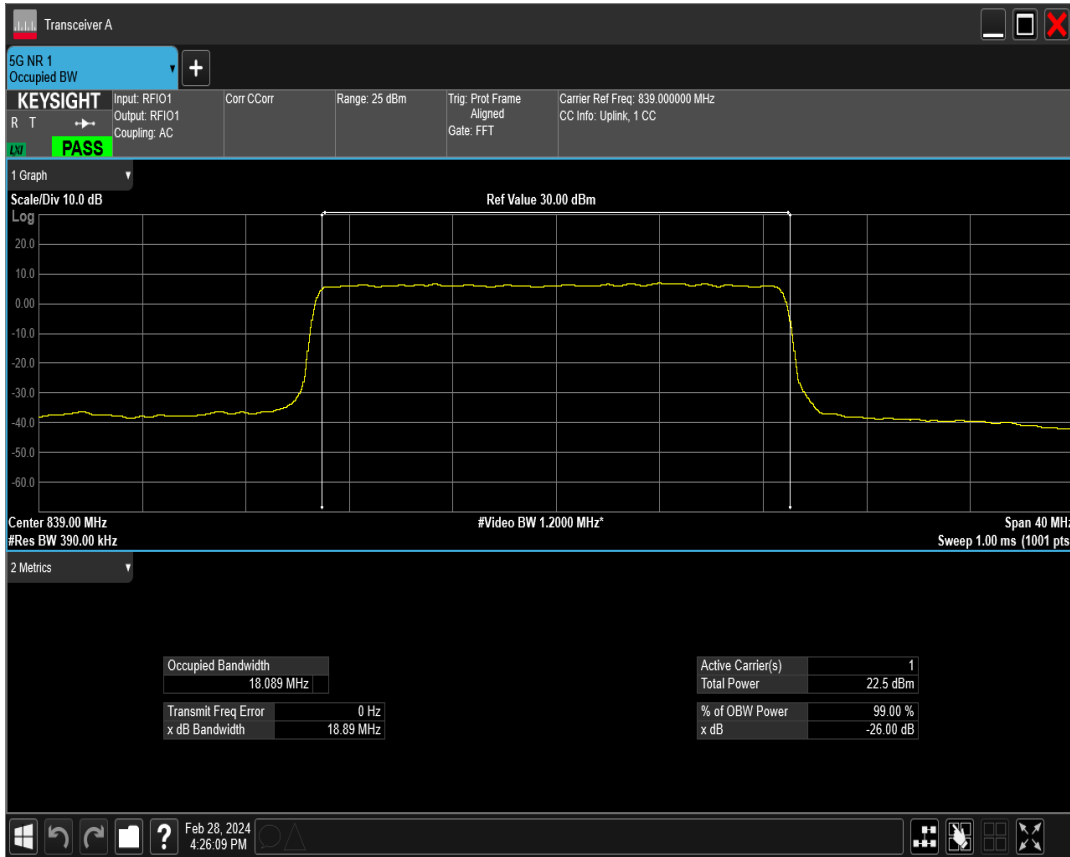 Transceiver A
5G NR 1
Occupied BW
KEYSIGHT
R T
LXI
PASS
Input: RFIO1
Output: RFIO1
Coupling: AC
Corr CCorr
Range: 25 dBm
Trig: Prot Frame
Aligned
Gate: FFT
Carrier Ref Freq: 839.000000 MHz
CC Info: Uplink, 1 CC
1 Graph
Scale/Div 10.0 dB
Ref Value 30.00 dBm
Log
20.0
10.0
0.00
-10.0
-20.0
-30.0
-40.0
-50.0
-60.0
Center 839.00 MHz
#Video BW 1.2000 MHz*
Span 40 MHz
#Res BW 390.00 kHz
Sweep 1.00 ms (1001 pts
2 Metrics
Occupied Bandwidth
18.089 MHz
Transmit Freq Error 0 Hz
x dB Bandwidth 18.89 MHz
Active Carrier(s) 1
Total Power 22.5 dBm
% of OBW Power 99.00 %
x dB -26.00 dB
?
Feb 28, 2024
4:26:09 PM